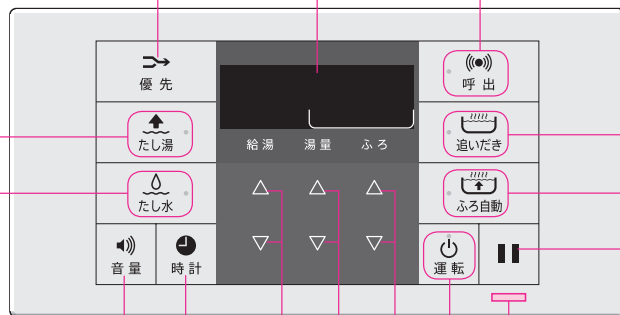 優先
呼出
たし湯
給湯 湯量 ふろ
追いだき
たし水
ふろ自動
音量
時計
運転